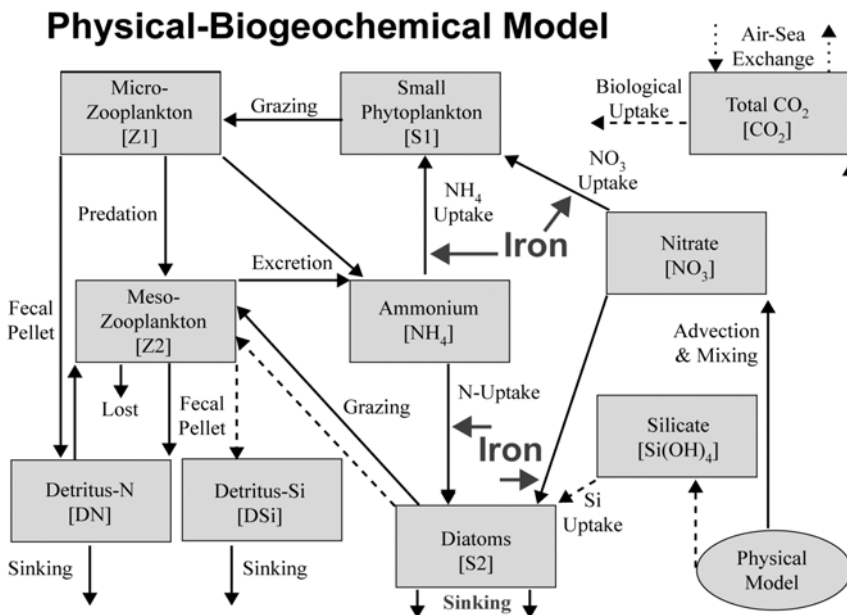 Physical-Biogeochemical Model
Air-Sea
Exchange
Micro-
Zooplankton
[Z1]
Grazing
Small
Phytoplankton
[S1]
Biological
Uptake
Total CO₂
[CO₂]
NO₃
Uptake
NH₄
Uptake
Iron
Predation
Nitrate
[NO₃]
Excretion
Fecal
Pellet
Meso-
Zooplankton
[Z2]
Ammonium
[NH₄]
Advection
& Mixing
Lost
Fecal
Pellet
Grazing
N-Uptake
Silicate
[Si(OH)₄]
Iron
Detritus-N
[DN]
Detritus-Si
[DSi]
Si
Uptake
Diatoms
[S2]
Physical
Model
Sinking
Sinking
Sinking